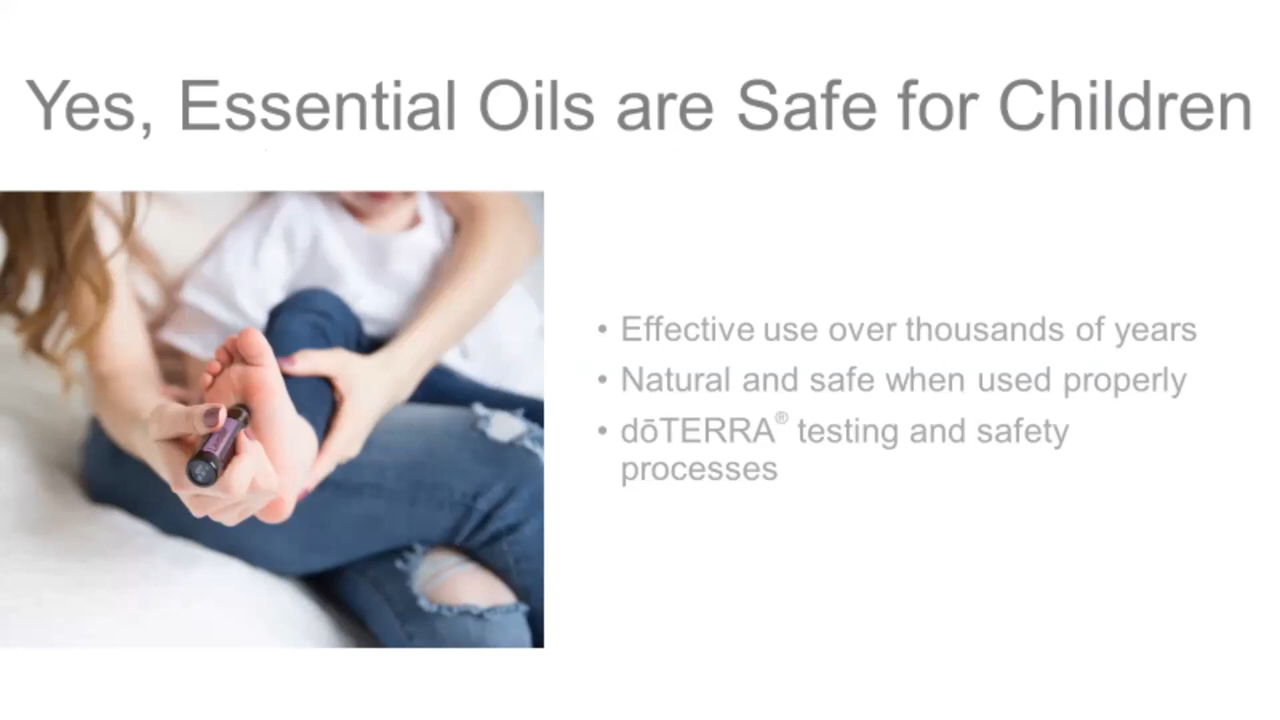 Yes, Essential Oils are Safe for Children
• Effective use over thousands of years
• Natural and safe when used properly
• dōTERRA® testing and safety
processes